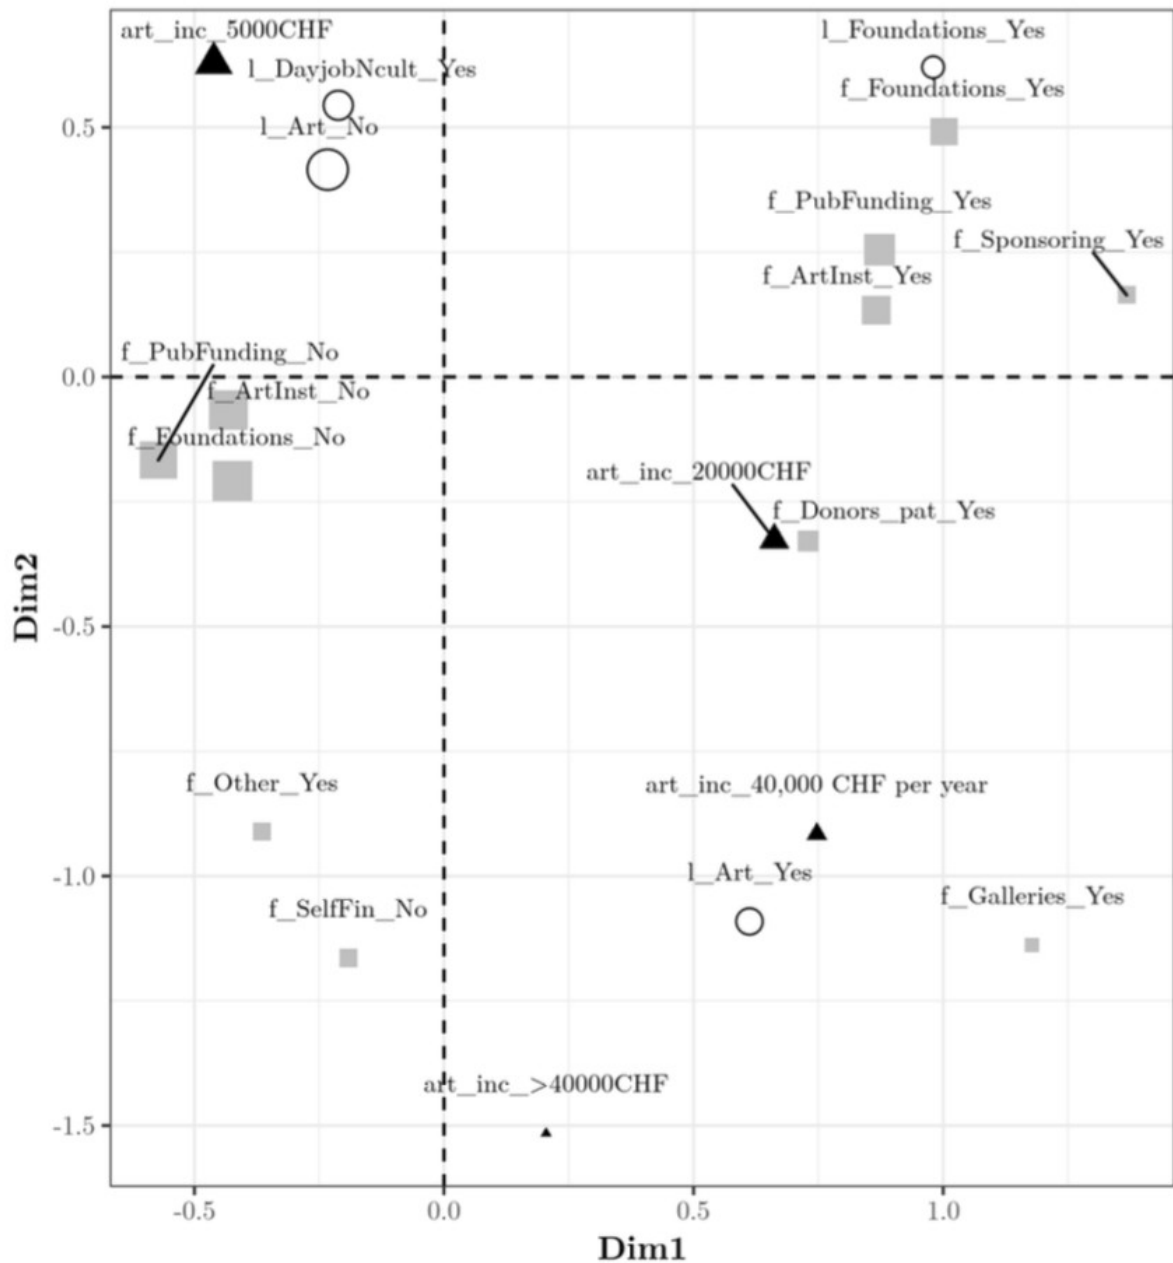 art_inc_5000CHF
l_Foundations_Yes
l_DayjobNcult_Yes
f_Foundations_Yes
0.5
l_Art_No
f_PubFunding_Yes
f_Sponsoring_Yes
f_ArtInst_Yes
f_PubFunding_No
0.0
f_ArtInst_No
f_Foundations_No
art_inc_20000CHF
f_Donors_pat_Yes
Dim2
-0.5
f_Other_Yes
art_inc_40,000 CHF per year
-1.0
l_Art_Yes
f_Galleries_Yes
f_SelfFin_No
art_inc_>40000CHF
-1.5
-0.5 0.0 0.5 1.0
Dim1